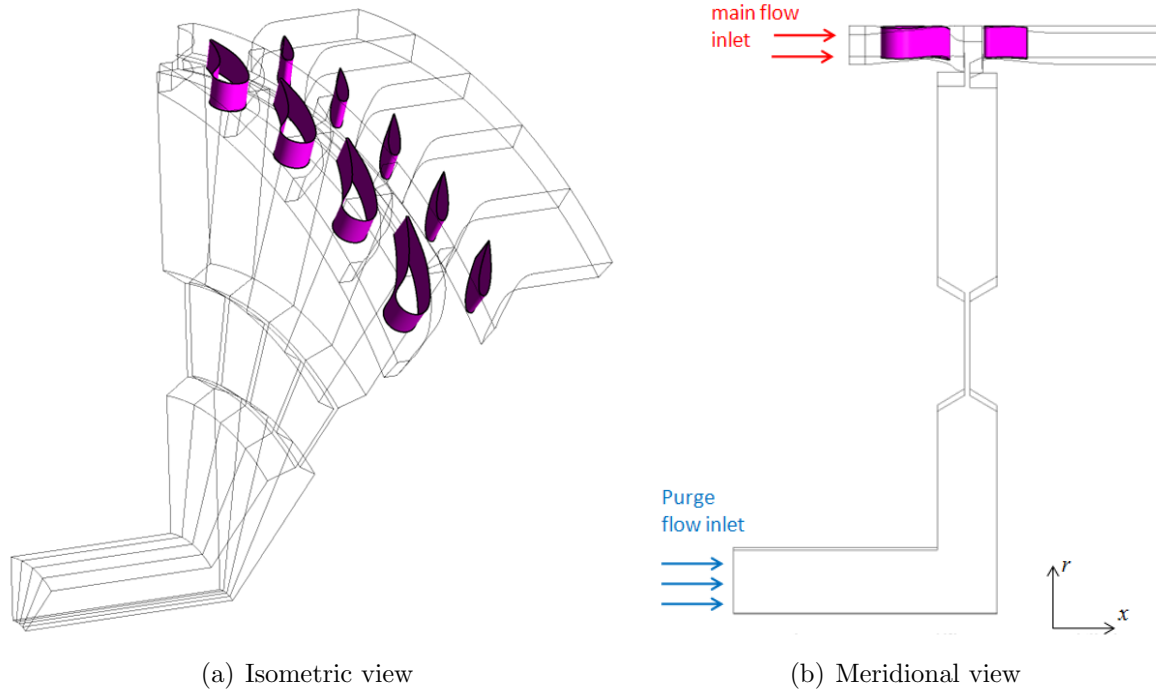 main flow
inlet
Purge
flow inlet
r
x
(a) Isometric view
(b) Meridional view